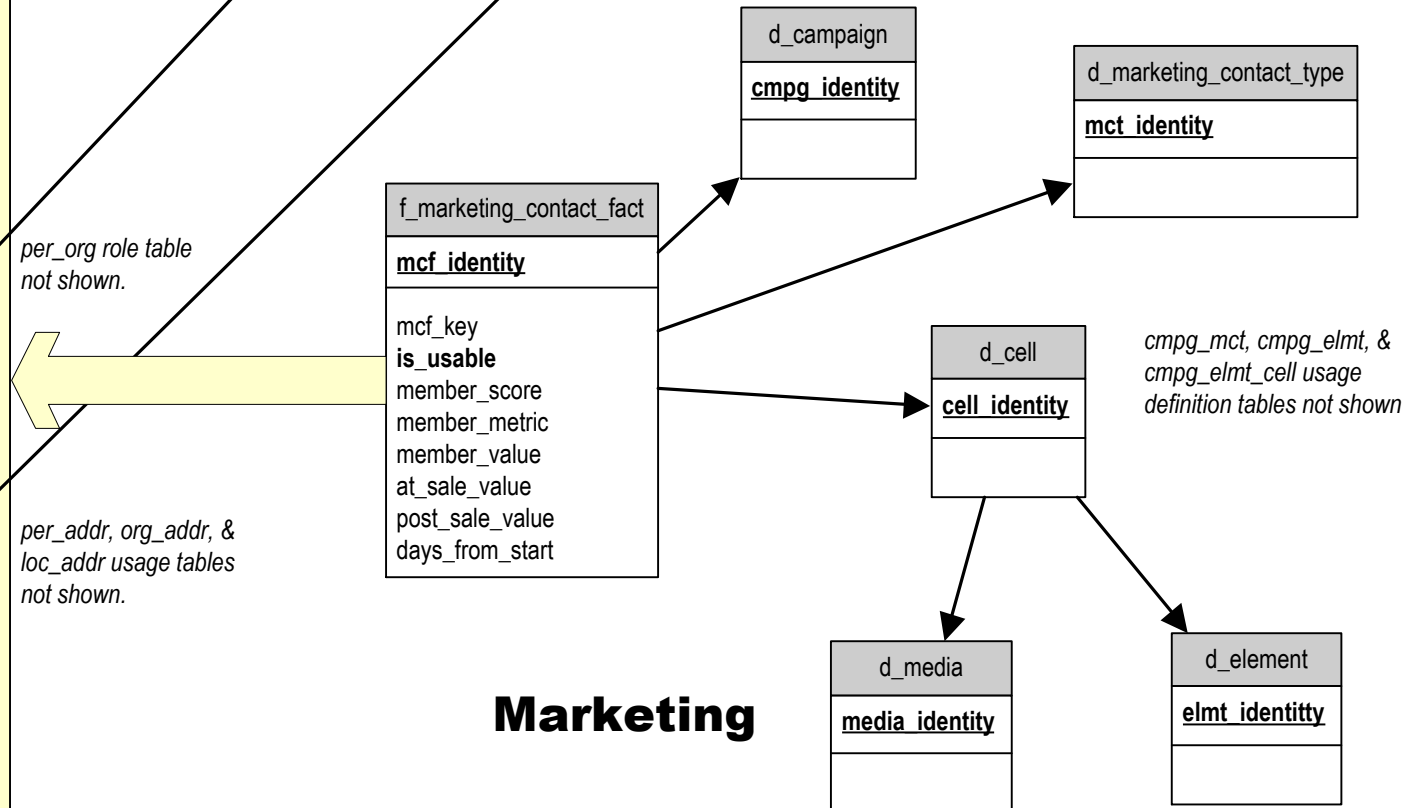 d_campaign
cmpg_identity
d_marketing_contact_type
mct_identity
f_marketing_contact_fact
mcf_identity
mcf_key
is_usable
member_score
member_metric
member_value
at_sale_value
post_sale_value
days_from_start
per_org role table
not shown.
per_addr, org_addr, &
loc_addr usage tables
not shown.
d_cell
cell_identity
cmpg_mct, cmpg_elmt, &
cmpg_elmt_cell usage
definition tables not shown
Marketing
d_media
media_identity
d_element
elmt_identitty